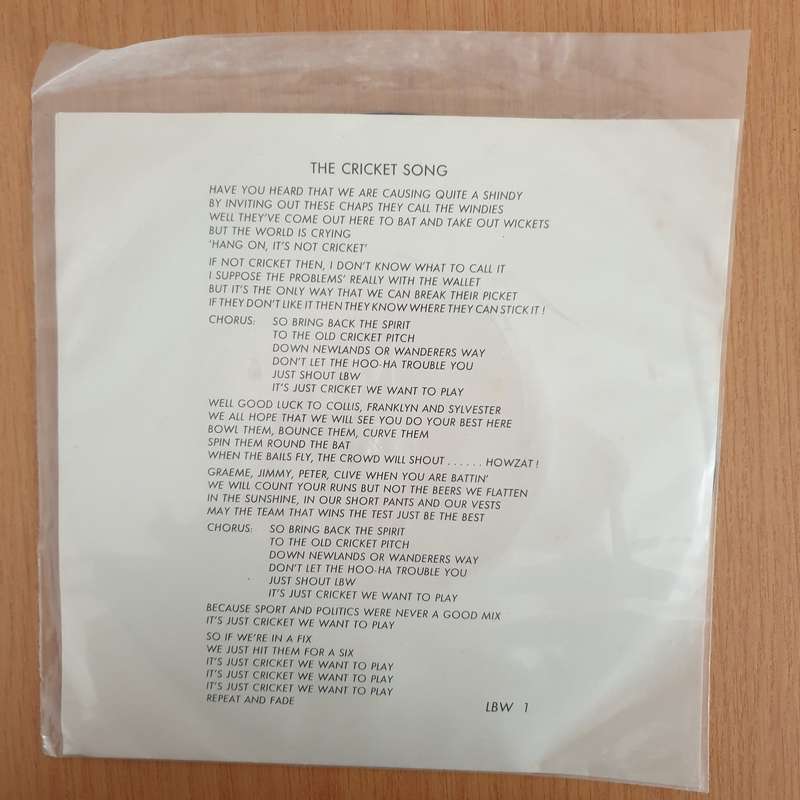 THE CRICKET SONG
HAVE YOU HEARD THAT WE ARE CAUSING QUITE A SHINDY
BY INVITING OUT THESE CHAPS THEY CALL THE WINDIES
WELL THEY'VE COME OUT HERE TO BAT AND TAKE OUT WICKETS
BUT THE WORLD IS CRYING
'HANG ON, IT'S NOT CRICKET'
IF NOT CRICKET THEN, I DON'T KNOW WHAT TO CALL IT
I SUPPOSE THE PROBLEMS' REALLY WITH THE WALLET
BUT IT'S THE ONLY WAY THAT WE CAN BREAK THEIR PICKET
IF THEY DON'T LIKE IT THEN THEY KNOW WHERE THEY CAN STICK IT !
CHORUS: SO BRING BACK THE SPIRIT
TO THE OLD CRICKET PITCH
DOWN NEWLANDS OR WANDERERS WAY
DON'T LET THE HOO-HA TROUBLE YOU
JUST SHOUT LBW
IT'S JUST CRICKET WE WANT TO PLAY
WELL GOOD LUCK TO COLLIS, FRANKLYN AND SYLVESTER
WE ALL HOPE THAT WE WILL SEE YOU DO YOUR BEST HERE
BOWL THEM, BOUNCE THEM, CURVE THEM
SPIN THEM ROUND THE BAT
WHEN THE BAILS FLY, THE CROWD WILL SHOUT . . . . . . HOWZAT !
GRAEME, JIMMY, PETER, CLIVE WHEN YOU ARE BATTIN'
WE WILL COUNT YOUR RUNS BUT NOT THE BEERS WE FLATTEN
IN THE SUNSHINE, IN OUR SHORT PANTS AND OUR VESTS
MAY THE TEAM THAT WINS THE TEST JUST BE THE BEST
CHORUS: SO BRING BACK THE SPIRIT
TO THE OLD CRICKET PITCH
DOWN NEWLANDS OR WANDERERS WAY
DON'T LET THE HOO-HA TROUBLE YOU
JUST SHOUT LBW
IT'S JUST CRICKET WE WANT TO PLAY
BECAUSE SPORT AND POLITICS WERE NEVER A GOOD MIX
IT'S JUST CRICKET WE WANT TO PLAY
SO IF WE'RE IN A FIX
WE JUST HIT THEM FOR A SIX
IT'S JUST CRICKET WE WANT TO PLAY
IT'S JUST CRICKET WE WANT TO PLAY
IT'S JUST CRICKET WE WANT TO PLAY
REPEAT AND FADE
LBW 1